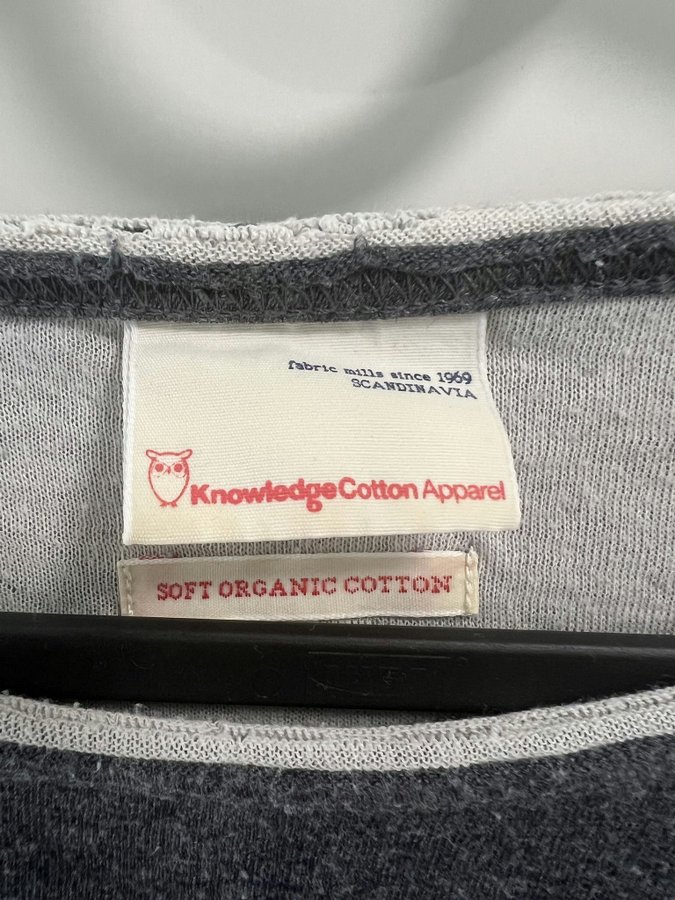 fabric mills since 1969
SCANDINAVIA
KnowledgeCotton Apparel
SOFT ORGANIC COTTON